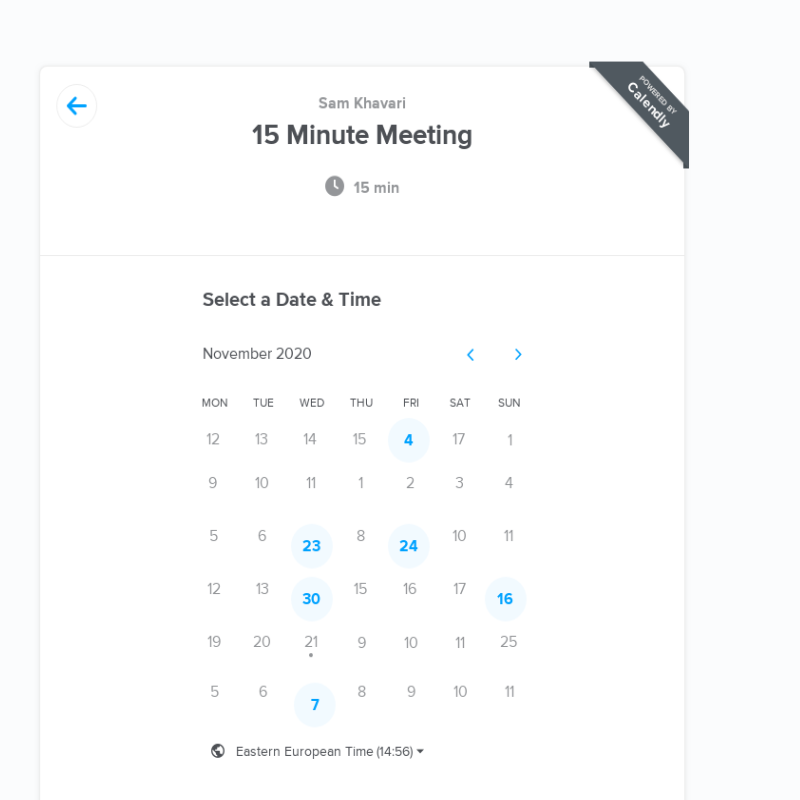 POWERED BY
Calendly
Sam Khavari
15 Minute Meeting
15 min
Select a Date & Time
November 2020
MON TUE WED THU FRI SAT SUN
12 13 14 15 4 17 1
9 10 11 1 2 3 4
5 6 23 8 24 10 11
12 13 30 15 16 17 16
19 20 21 9 10 11 25
5 6 7 8 9 10 11
Eastern European Time (14:56)